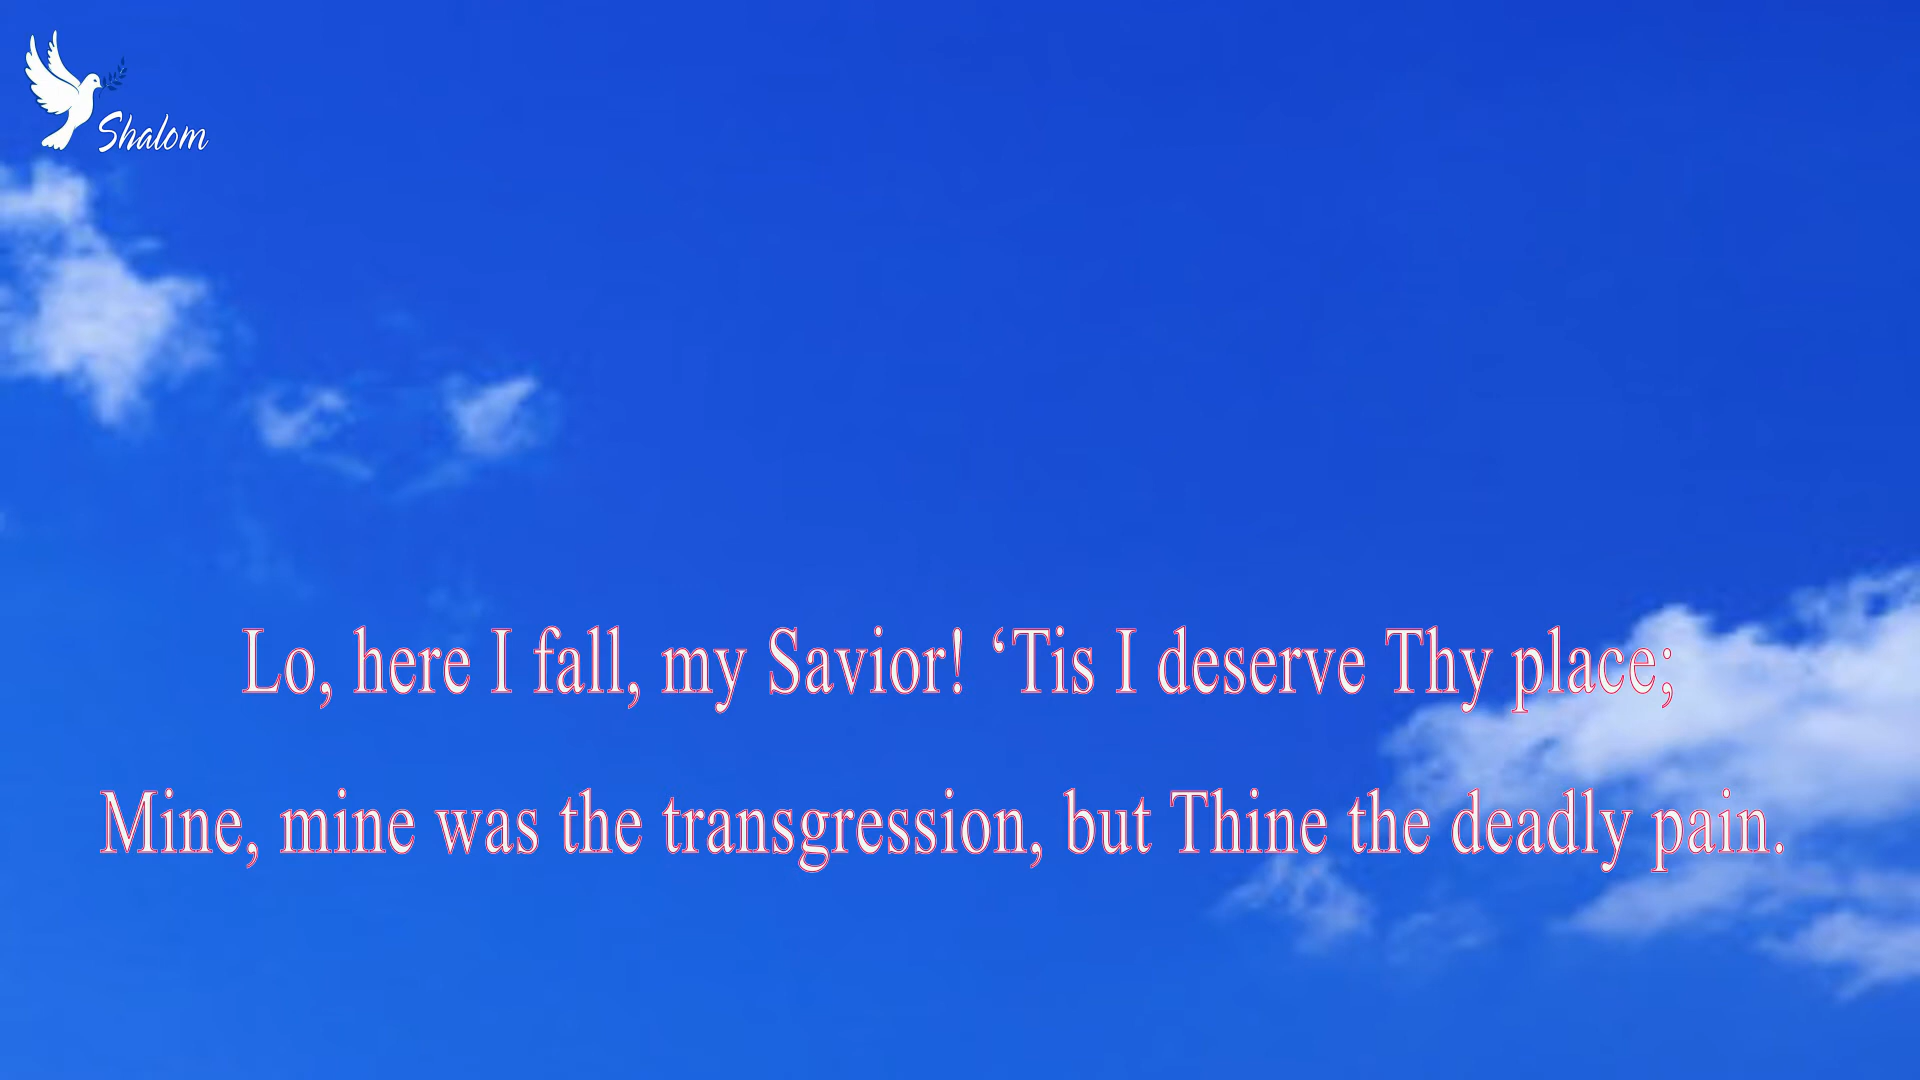 Shalom
Lo, here I fall, my Savior! ‘Tis I deserve Thy place;
Mine, mine was the transgression, but Thine the deadly pain.